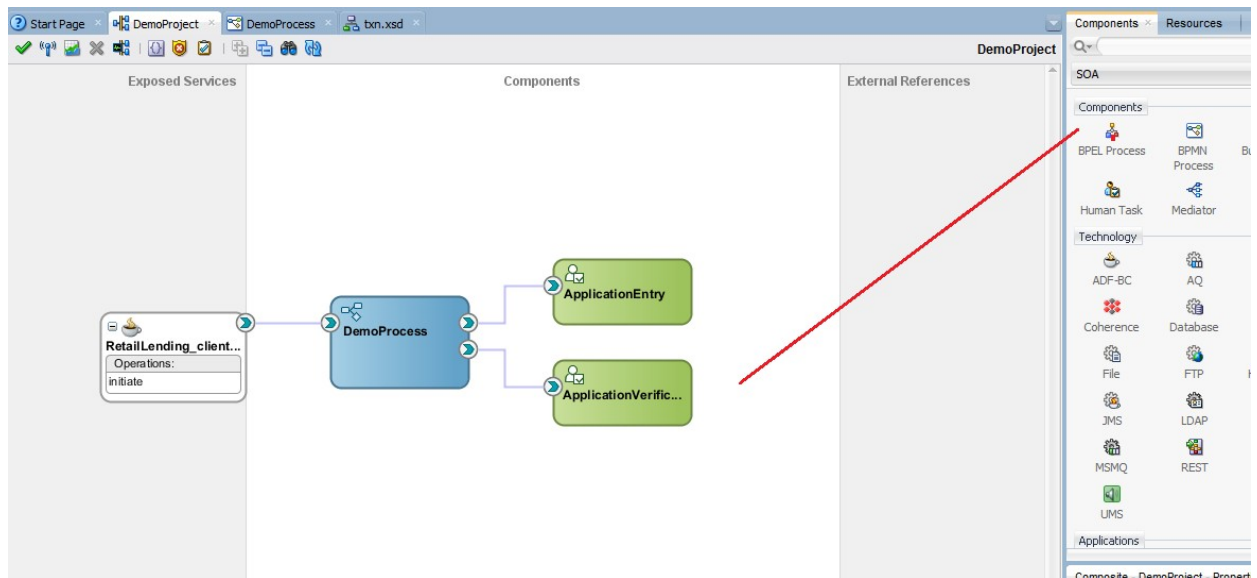 Start Page DemoProject DemoProcess txn.xsd
DemoProject
Exposed Services Components External References
RetailLending_client...
Operations:
initiate
DemoProcess
ApplicationEntry
ApplicationVerific...
Components Resources
SOA
Components
BPEL Process BPMN
Process
Human Task Mediator
Technology
ADF-BC AQ
Coherence Database
File FTP
JMS LDAP
MSMQ REST
UMS
Applications
Composite - DemoProject - Propert